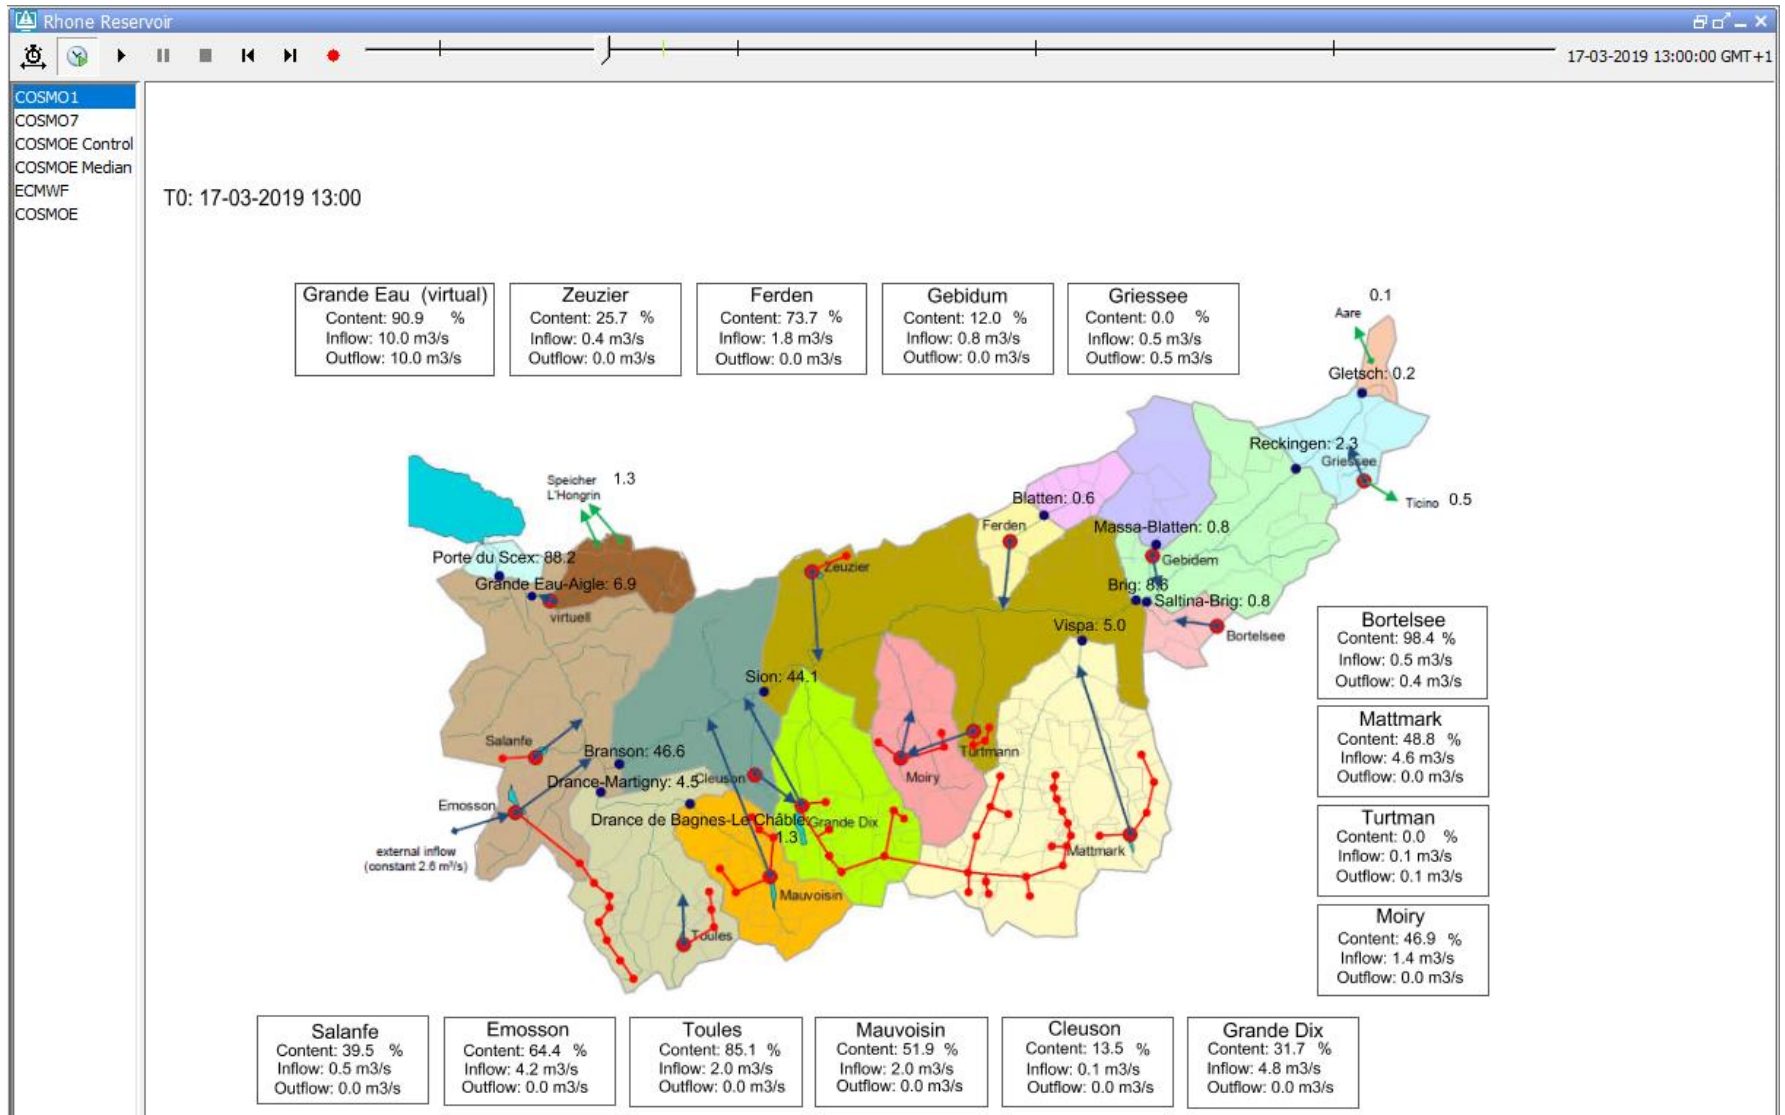 Rhone Reservoir
17-03-2019 13:00:00 GMT+1
COSMO1
COSMO7
COSMOE Control
COSMOE Median
ECMWF
COSMOE
T0: 17-03-2019 13:00
Grande Eau (virtual)
Content: 90.9 %
Inflow: 10.0 m3/s
Outflow: 10.0 m3/s
Zeuzier
Content: 25.7 %
Inflow: 0.4 m3/s
Outflow: 0.0 m3/s
Ferden
Content: 73.7 %
Inflow: 1.8 m3/s
Outflow: 0.0 m3/s
Gebidum
Content: 12.0 %
Inflow: 0.8 m3/s
Outflow: 0.0 m3/s
Griessee
Content: 0.0 %
Inflow: 0.5 m3/s
Outflow: 0.5 m3/s
0.1
Aare
Gletsch: 0.2
Reckingen: 2.3
Griessee
Ticino 0.5
Speicher
L'Hongrin
1.3
Blatten: 0.6
Ferden
Massa-Blatten: 0.8
Gebidem
Porte du Scex: 88.2
Grande Eau-Aigle: 6.9
virtuell
Zeuzier
Brig: 8.6
Saltina-Brig: 0.8
Vispa: 5.0
Bortelsee
Sion: 44.1
Salanfe
Branson: 46.6
Cleuson
Drance-Martigny: 4.5
Moiry
Turtmann
Emosson
Drance de Bagnes-Le Châble:
1.3
Grande Dix
Mattmark
external inflow
(constant 2.6 m³/s)
Mauvoisin
Toules
Bortelsee
Content: 98.4 %
Inflow: 0.5 m3/s
Outflow: 0.4 m3/s
Mattmark
Content: 48.8 %
Inflow: 4.6 m3/s
Outflow: 0.0 m3/s
Turtman
Content: 0.0 %
Inflow: 0.1 m3/s
Outflow: 0.1 m3/s
Moiry
Content: 46.9 %
Inflow: 1.4 m3/s
Outflow: 0.0 m3/s
Salanfe
Content: 39.5 %
Inflow: 0.5 m3/s
Outflow: 0.0 m3/s
Emosson
Content: 64.4 %
Inflow: 4.2 m3/s
Outflow: 0.0 m3/s
Toules
Content: 85.1 %
Inflow: 2.0 m3/s
Outflow: 0.0 m3/s
Mauvoisin
Content: 51.9 %
Inflow: 2.0 m3/s
Outflow: 0.0 m3/s
Cleuson
Content: 13.5 %
Inflow: 0.1 m3/s
Outflow: 0.0 m3/s
Grande Dix
Content: 31.7 %
Inflow: 4.8 m3/s
Outflow: 0.0 m3/s